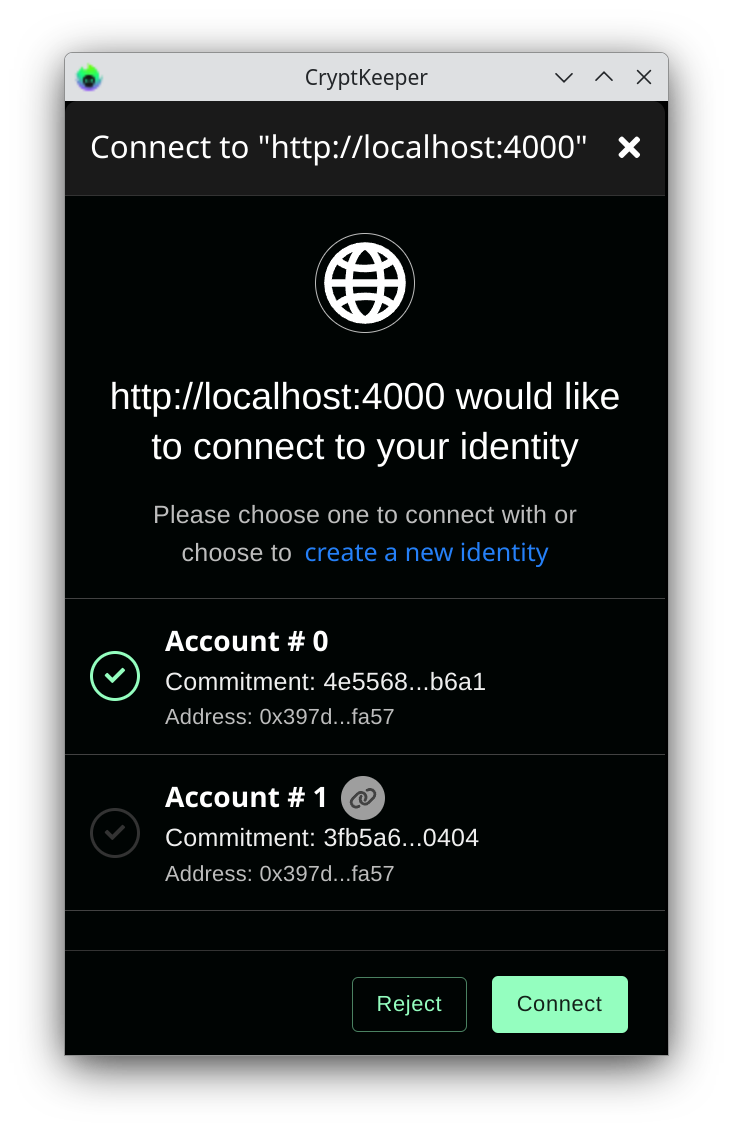 CryptKeeper
Connect to "http://localhost:4000"
http://localhost:4000 would like
to connect to your identity
Please choose one to connect with or
choose to create a new identity
Account # 0
Commitment: 4e5568...b6a1
Address: 0x397d...fa57
Account # 1
Commitment: 3fb5a6...0404
Address: 0x397d...fa57
Reject
Connect